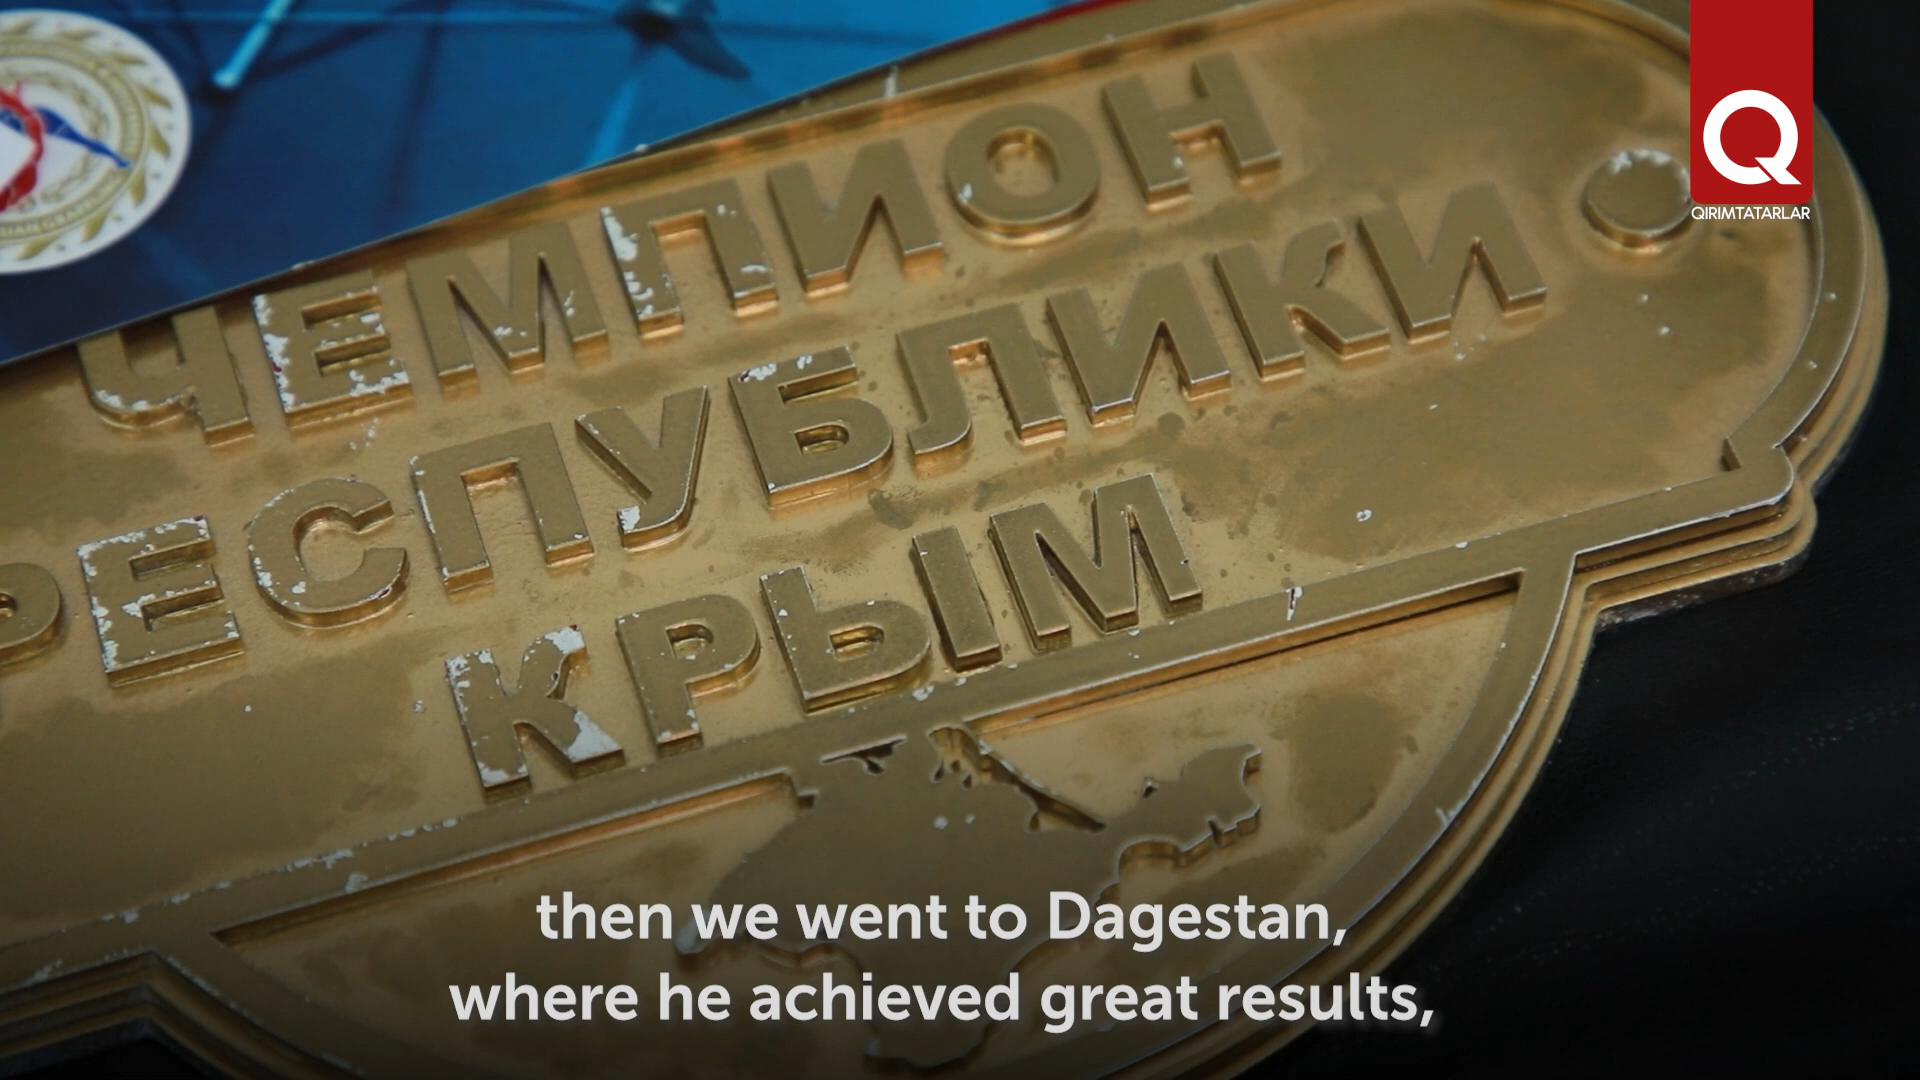 QIRIMTATARLAR
ЧЕМПИОН
РЕСПУБЛИКИ
КРЫМ
then we went to Dagestan,
where he achieved great results,